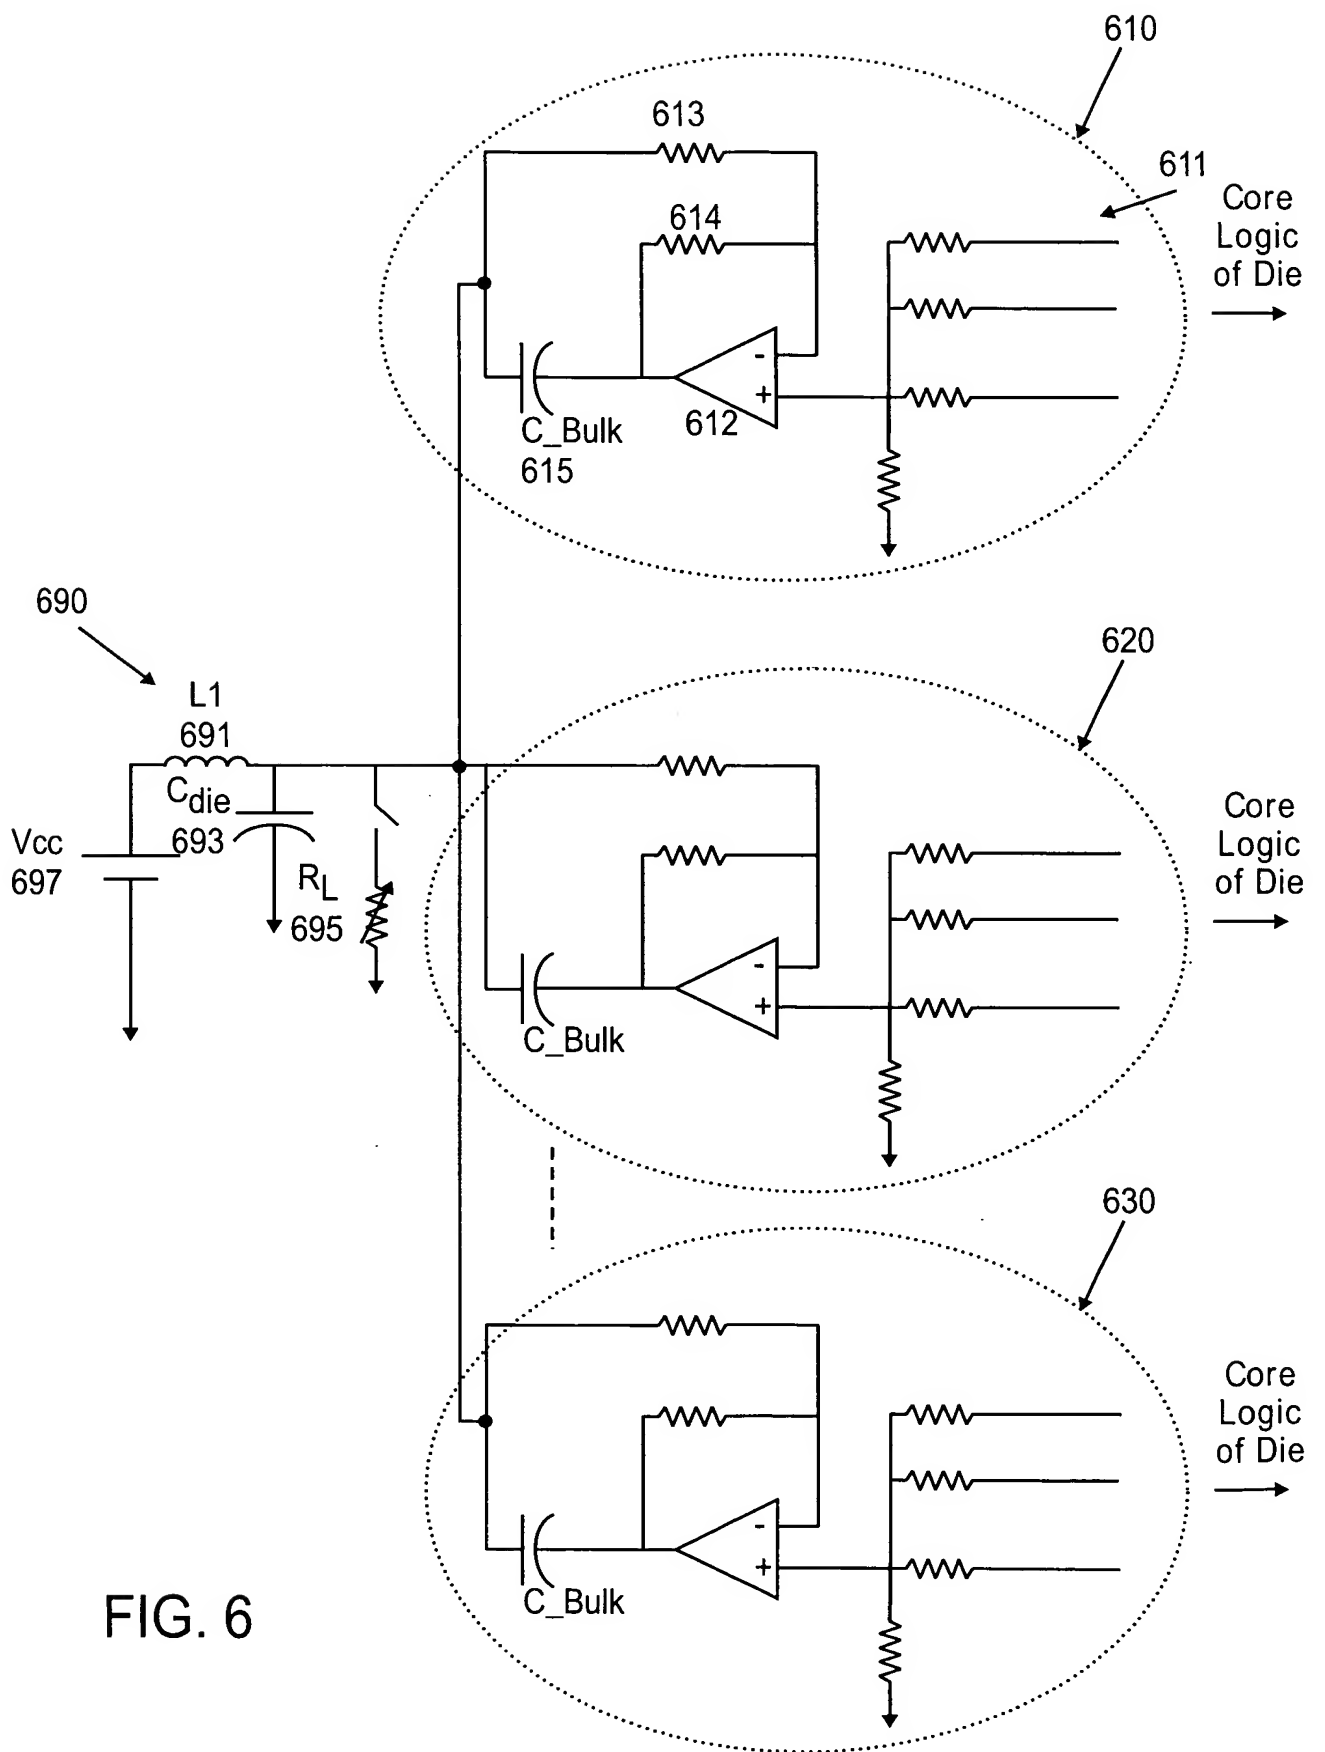 610
613
611
Core
Logic
of Die
614
-
+
612
C_Bulk
615
690
620
L1
691
Cdie
693
Vcc
697
RL
695
Core
Logic
of Die
-
+
C_Bulk
630
Core
Logic
of Die
-
+
C_Bulk
FIG. 6